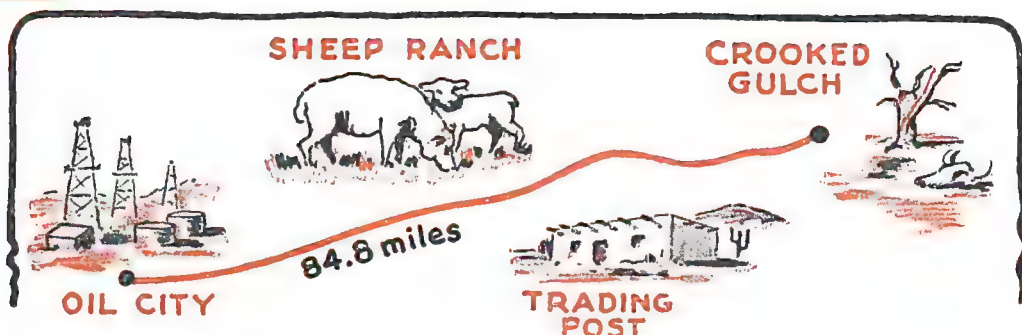 SHEEP RANCH
CROOKED
GULCH
84.8 miles
OIL CITY
TRADING
POST